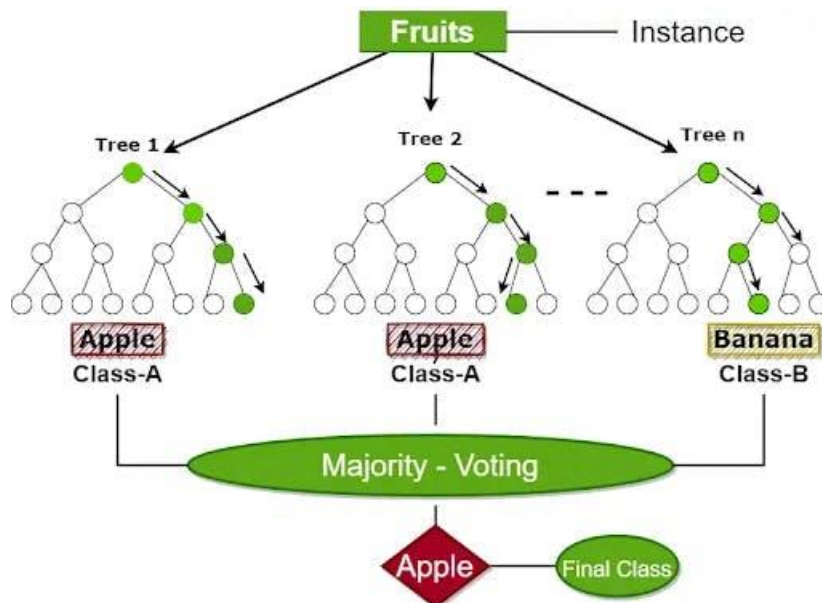 Fruits
Instance
Tree 1
Tree 2
Tree n
Apple
Apple
Banana
Class-A
Class-A
Class-B
Majority - Voting
Apple
Final Class